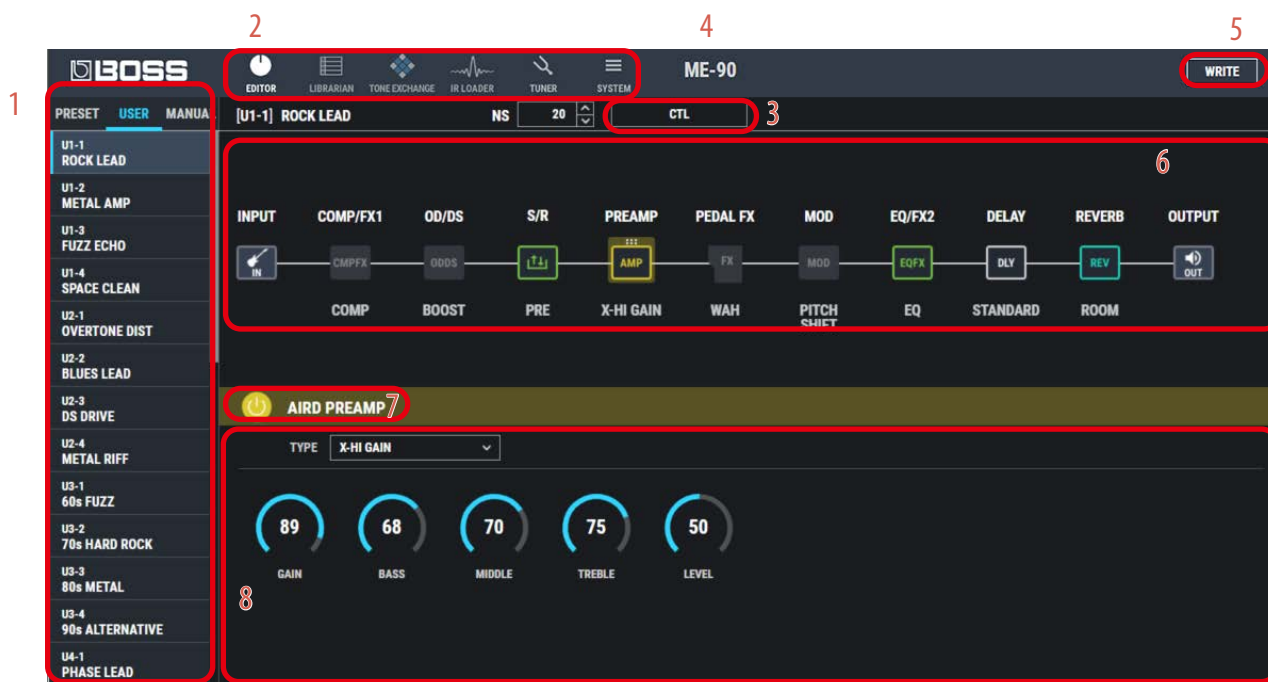 2
4
5
BOSS
ME-90
WRITE
EDITOR LIBRARIAN TONE EXCHANGE IR LOADER TUNER SYSTEM
1
PRESET USER MANUAL
[U1-1] ROCK LEAD NS 20 CTL 3
U1-1
ROCK LEAD
U1-2
METAL AMP
U1-3
FUZZ ECHO
U1-4
SPACE CLEAN
U2-1
OVERTONE DIST
U2-2
BLUES LEAD
U2-3
DS DRIVE
U2-4
METAL RIFF
U3-1
60s FUZZ
U3-2
70s HARD ROCK
U3-3
80s METAL
U3-4
90s ALTERNATIVE
U4-1
PHASE LEAD
6
INPUT COMP/FX1 OD/DS S/R PREAMP PEDAL FX MOD EQ/FX2 DELAY REVERB OUTPUT
IN CMPFX ODDS AMP FX MOD EQFX DLY REV OUT
COMP BOOST PRE X-HI GAIN WAH PITCH EQ STANDARD ROOM
SHIFT
AIRD PREAMP 7
TYPE X-HI GAIN
89 68 70 75 50
GAIN BASS MIDDLE TREBLE LEVEL
8